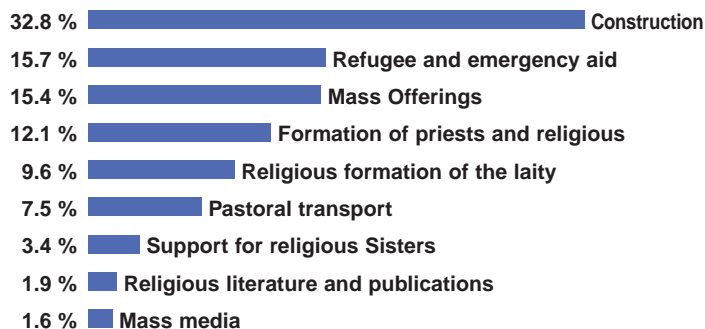 32.8 % Construction
15.7 % Refugee and emergency aid
15.4 % Mass Offerings
12.1 % Formation of priests and religious
9.6 % Religious formation of the laity
7.5 % Pastoral transport
3.4 % Support for religious Sisters
1.9 % Religious literature and publications
1.6 % Mass media